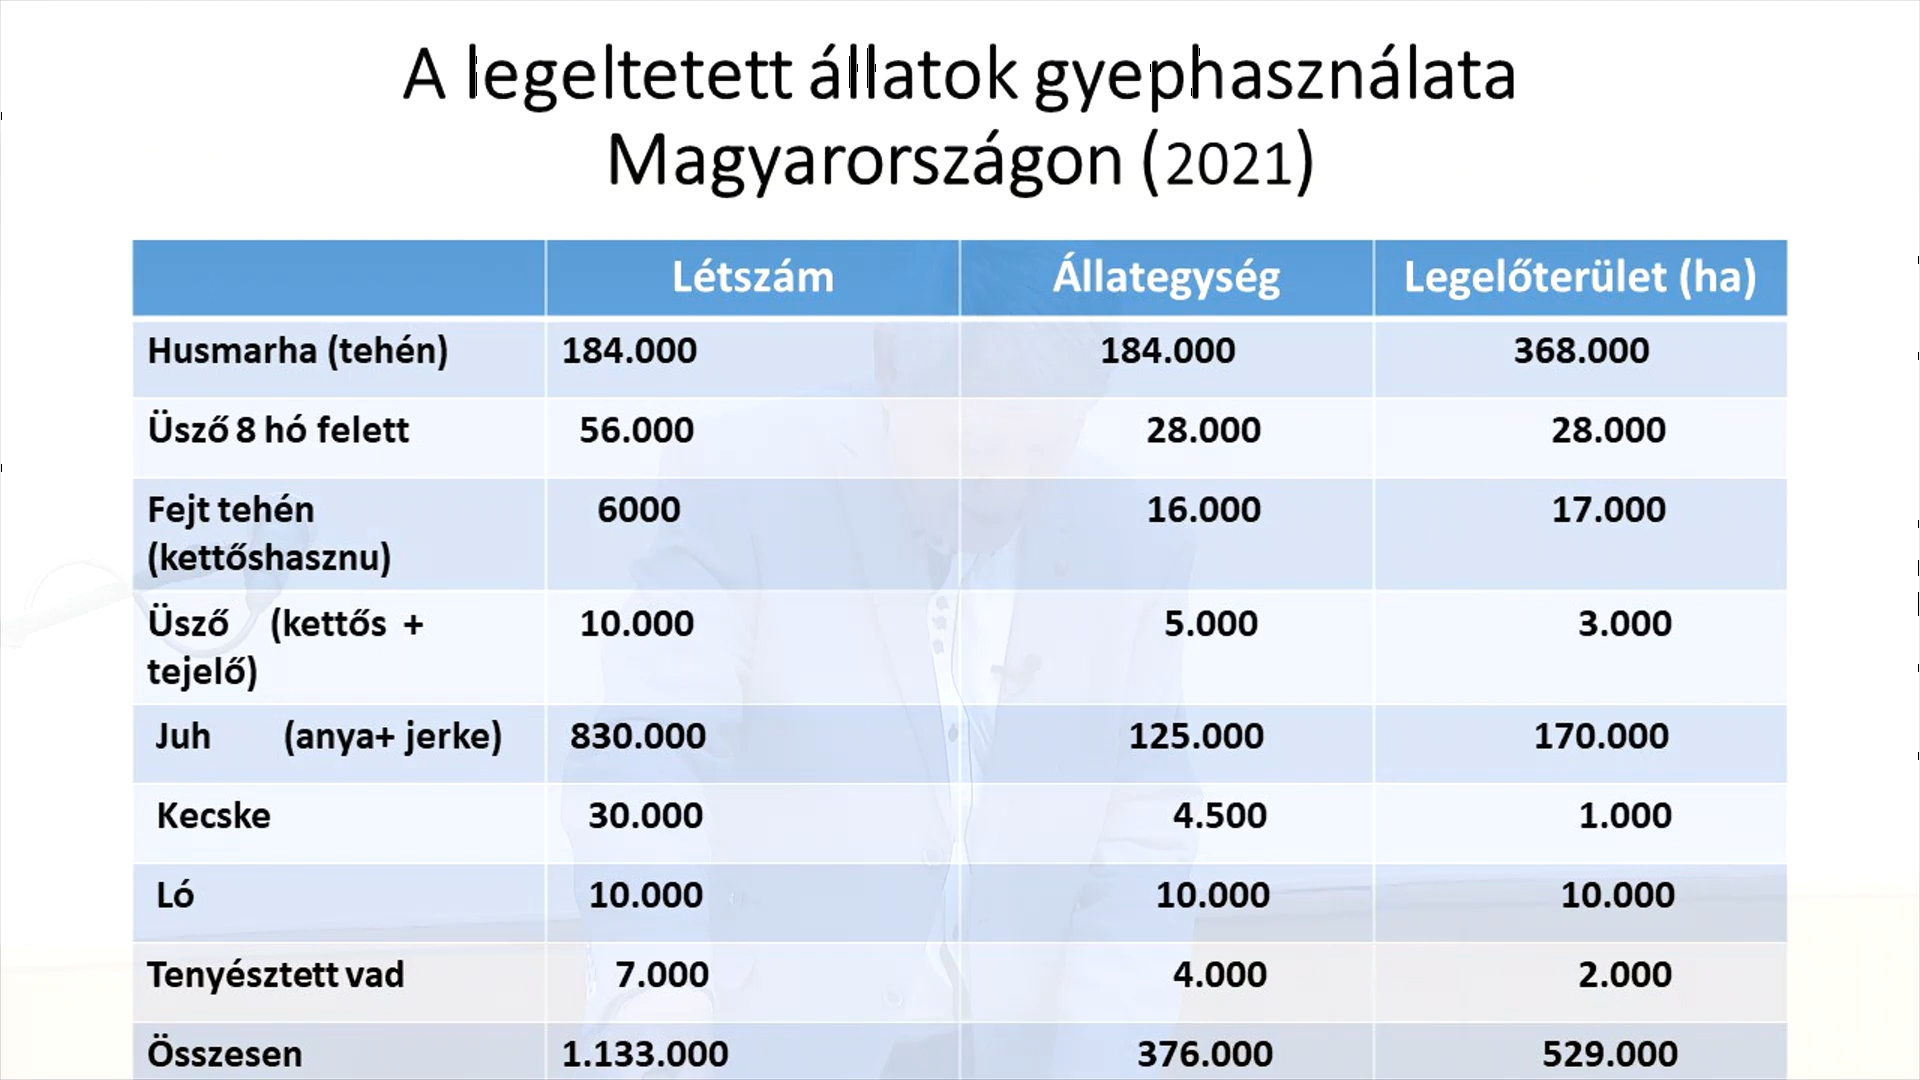 A legeltetett állatok gyephasználata
Magyarországon (2021)
Létszám Állategység Legelőterület (ha)
Husmarha (tehén) 184.000 184.000 368.000
Üsző 8 hó felett 56.000 28.000 28.000
Fejt tehén 6000 16.000 17.000
(kettőshasznu)
Üsző (kettős + 10.000 5.000 3.000
tejelő)
Juh (anya+ jerke) 830.000 125.000 170.000
Kecske 30.000 4.500 1.000
Ló 10.000 10.000 10.000
Tenyésztett vad 7.000 4.000 2.000
Összesen 1.133.000 376.000 529.000